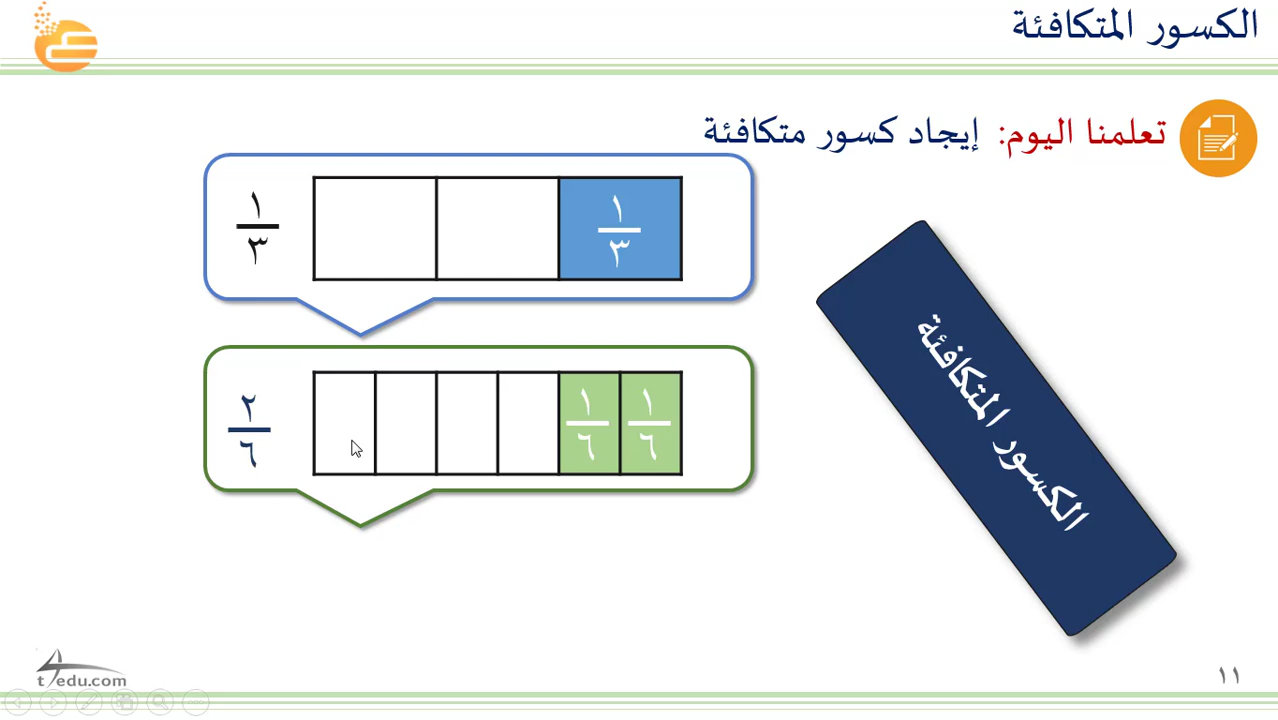 الكسور المتكافئة
تعلمنا اليوم: إيجاد كسور متكافئة
١
٣
١
٣
الكسور المتكافئة
١
٦
١
٦
٢
٦
t4edu.com
١١